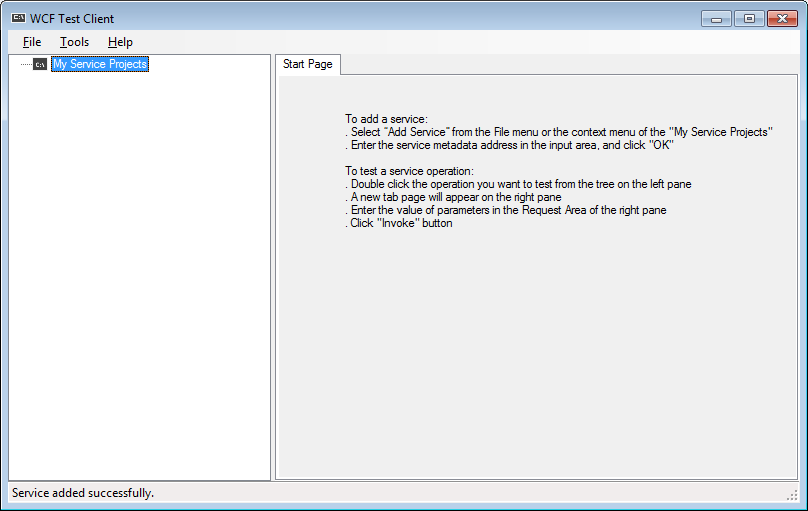 C:\ WCF Test Client
File Tools Help
C:\ My Service Projects
Start Page
To add a service:
. Select "Add Service" from the File menu or the context menu of the "My Service Projects"
. Enter the service metadata address in the input area, and click "OK"
To test a service operation:
. Double click the operation you want to test from the tree on the left pane
. A new tab page will appear on the right pane
. Enter the value of parameters in the Request Area of the right pane
. Click "Invoke" button
Service added successfully.